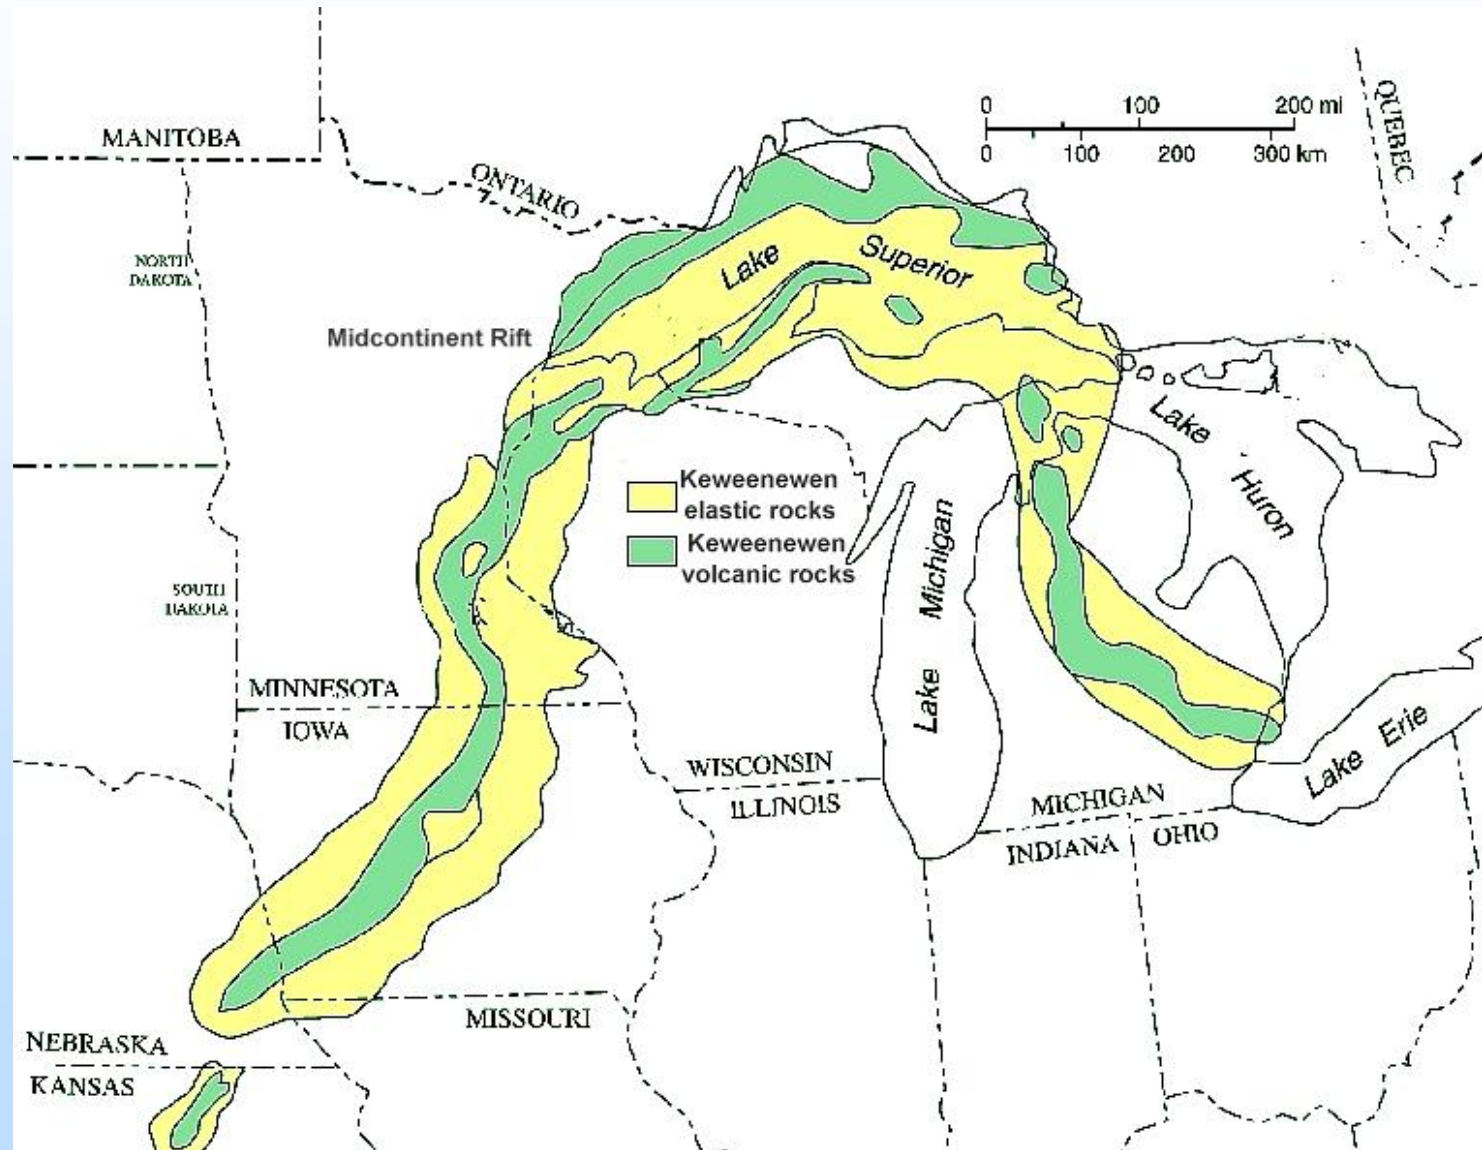 0 100 200 mi
0 100 200 300 km
QUEBEC
MANITOBA
ONTARIO
NORTH
DAKOTA
Lake Superior
Midcontinent Rift
Lake Huron
Keweenewen
elastic rocks
Keweenewen
volcanic rocks
Lake Michigan
SOUTH
DAKOTA
MINNESOTA
IOWA
WISCONSIN
ILLINOIS
Lake Erie
MICHIGAN
INDIANA
OHIO
MISSOURI
NEBRASKA
KANSAS